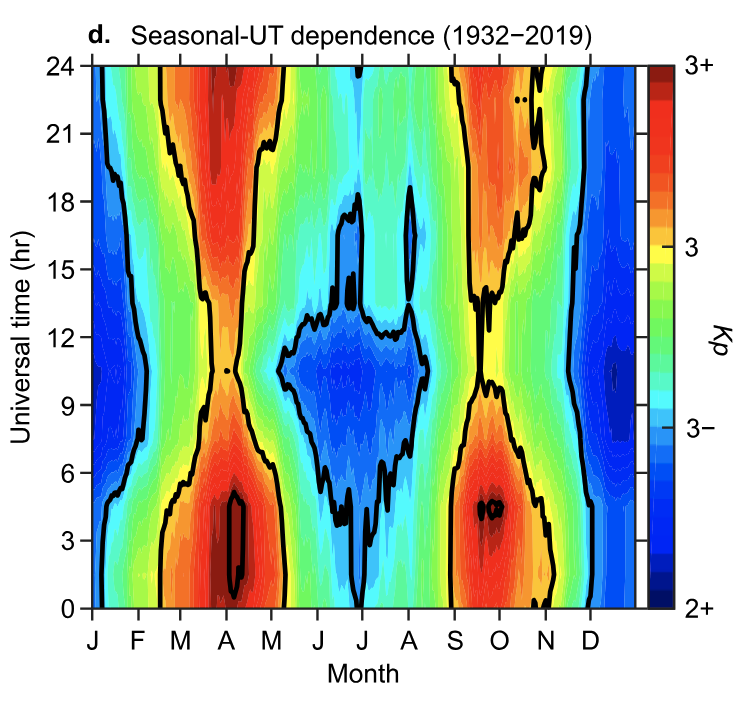 d. Seasonal-UT dependence (1932−2019)
24
21
18
15
12
9
6
3
0
Universal time (hr)
J F M A M J J A S O N D
Month
3+
3
3−
2+
Kp